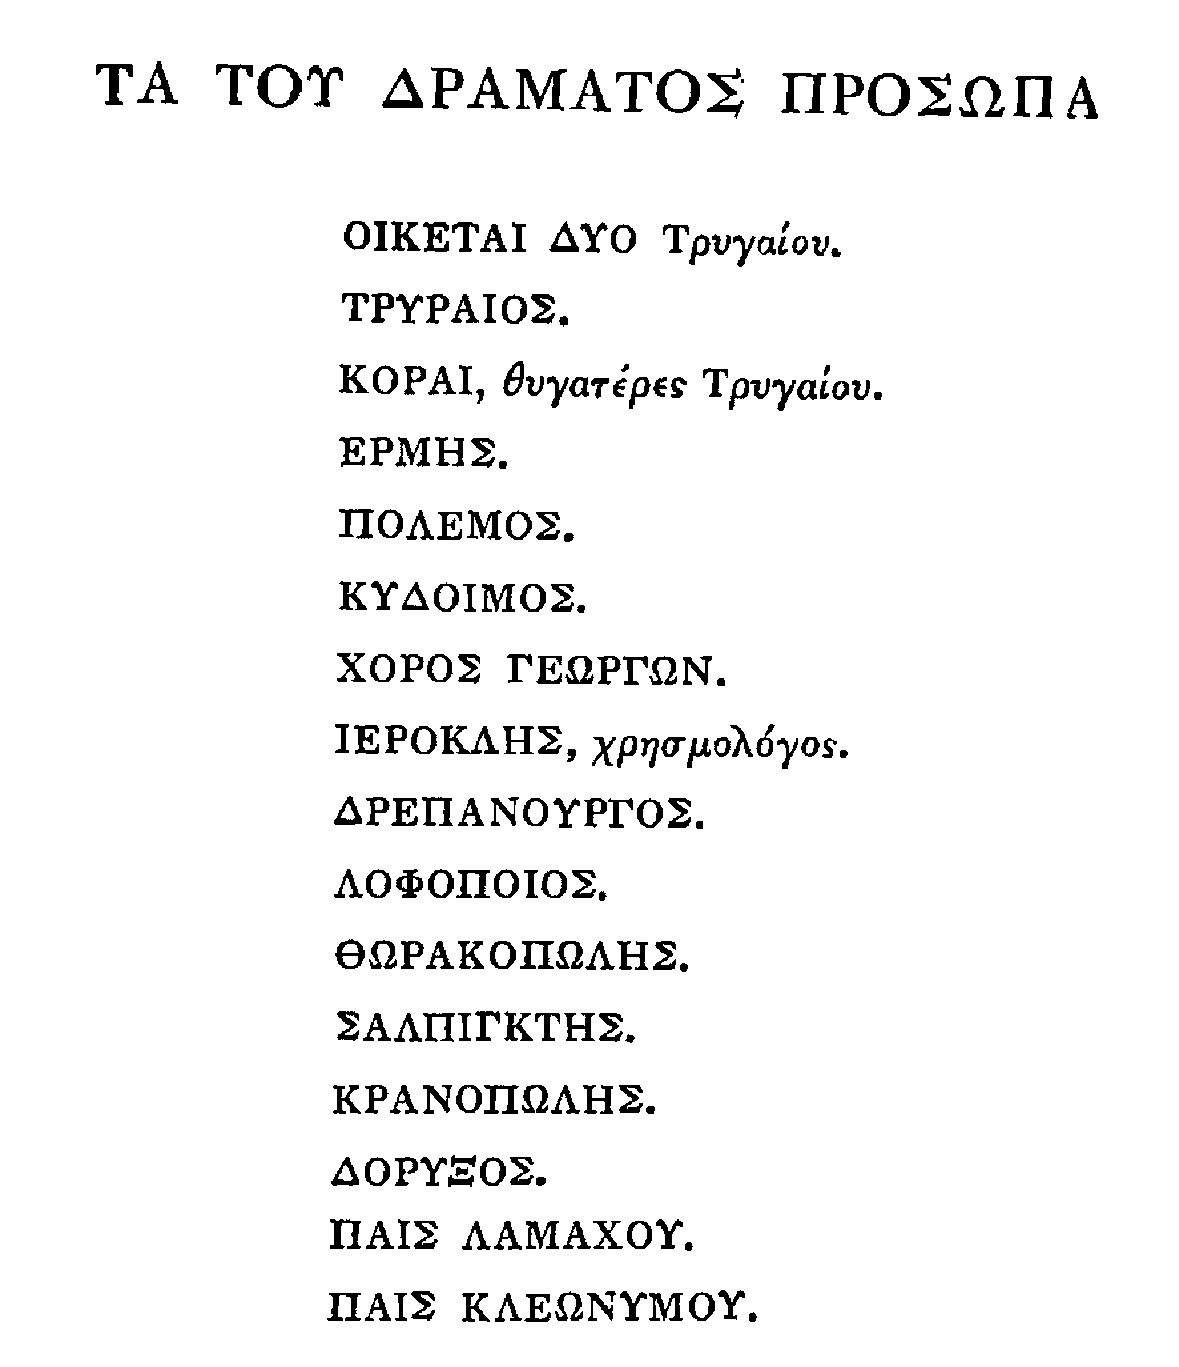 ΤΑ ΤΟΥ ΔΡΑΜΑΤΟΣ ΠΡΟΣΩΠΑ
ΟΙΚΕΤΑΙ ΔΥΟ Τρυγαίου.
ΤΡΥΡΑΙΟΣ.
ΚΟΡΑΙ, θυγατέρες Τρυγαίου.
ΕΡΜΗΣ.
ΠΟΛΕΜΟΣ.
ΚΥΔΟΙΜΟΣ.
ΧΟΡΟΣ ΓΕΩΡΓΩΝ.
ΙΕΡΟΚΛΗΣ, χρησμολόγος.
ΔΡΕΠΑΝΟΥΡΓΟΣ.
ΛΟΦΟΠΟΙΟΣ.
ΘΩΡΑΚΟΠΩΛΗΣ.
ΣΑΛΠΙΓΚΤΗΣ.
ΚΡΑΝΟΠΩΛΗΣ.
ΔΟΡΥΞΟΣ.
ΠΑΙΣ ΛΑΜΑΧΟΥ.
ΠΑΙΣ ΚΛΕΩΝΥΜΟΥ.